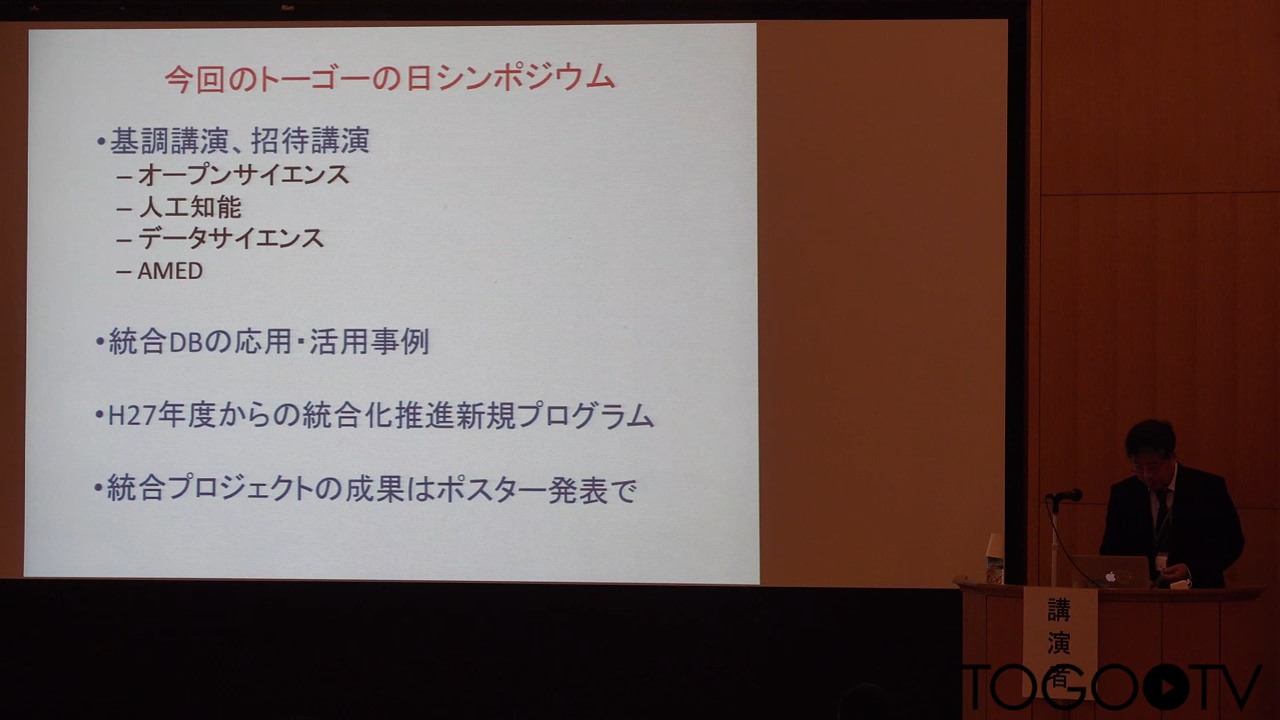 今回のトーゴーの日シンポジウム
•基調講演、招待講演
– オープンサイエンス
– 人工知能
– データサイエンス
– AMED
•統合DBの応用・活用事例
•H27年度からの統合化推進新規プログラム
•統合プロジェクトの成果はポスター発表で
講演者
TOGOTV